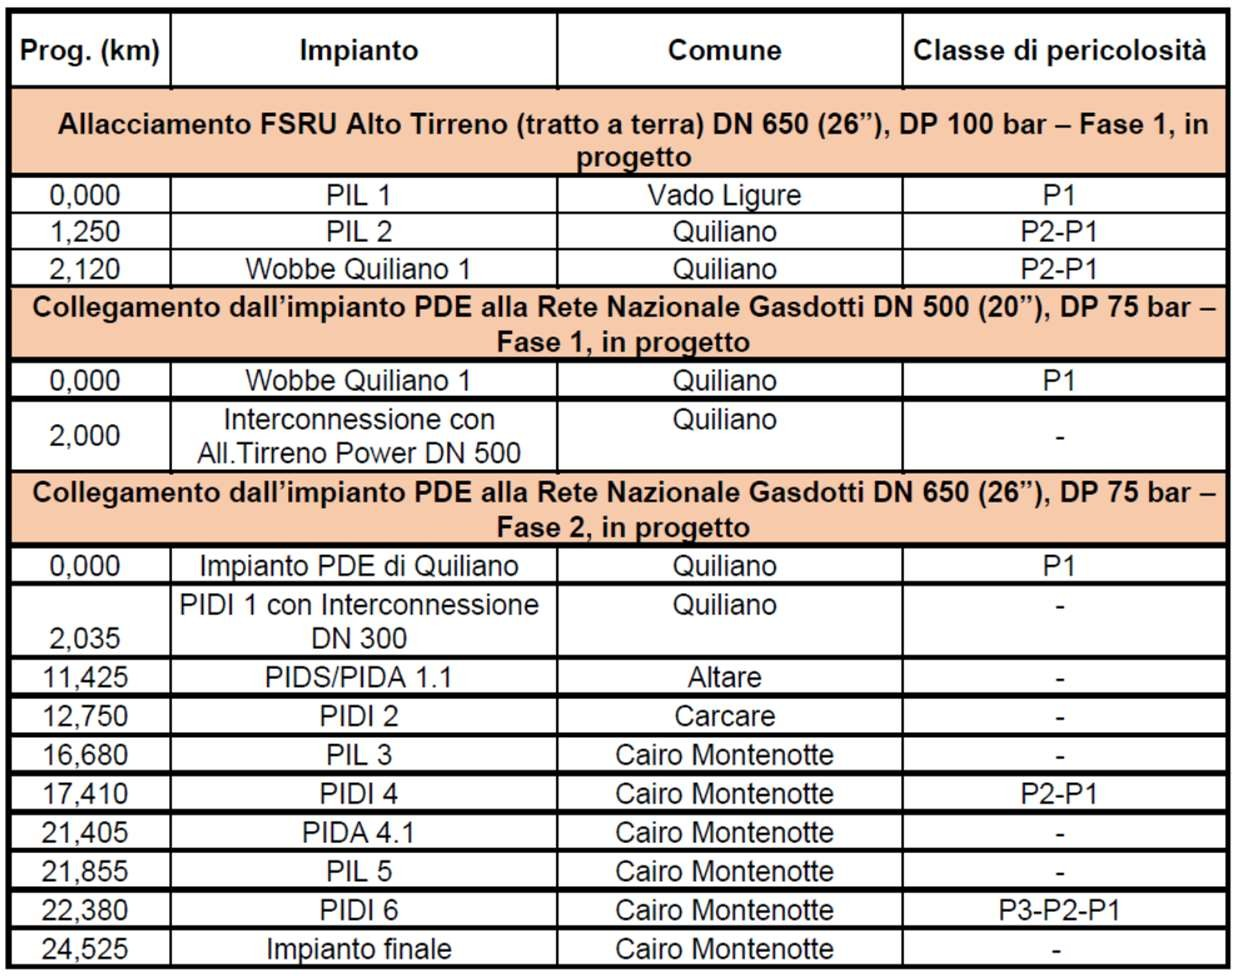 Prog. (km) Impianto Comune Classe di pericolosità
Allacciamento FSRU Alto Tirreno (tratto a terra) DN 650 (26”), DP 100 bar – Fase 1, in
progetto
0,000 PIL 1 Vado Ligure P1
1,250 PIL 2 Quiliano P2-P1
2,120 Wobbe Quiliano 1 Quiliano P2-P1
Collegamento dall’impianto PDE alla Rete Nazionale Gasdotti DN 500 (20”), DP 75 bar –
Fase 1, in progetto
0,000 Wobbe Quiliano 1 Quiliano P1
2,000 Interconnessione con Quiliano -
All.Tirreno Power DN 500
Collegamento dall’impianto PDE alla Rete Nazionale Gasdotti DN 650 (26”), DP 75 bar –
Fase 2, in progetto
0,000 Impianto PDE di Quiliano Quiliano P1
PIDI 1 con Interconnessione Quiliano -
2,035 DN 300
11,425 PIDS/PIDA 1.1 Altare -
12,750 PIDI 2 Carcare -
16,680 PIL 3 Cairo Montenotte -
17,410 PIDI 4 Cairo Montenotte P2-P1
21,405 PIDA 4.1 Cairo Montenotte -
21,855 PIL 5 Cairo Montenotte -
22,380 PIDI 6 Cairo Montenotte P3-P2-P1
24,525 Impianto finale Cairo Montenotte -